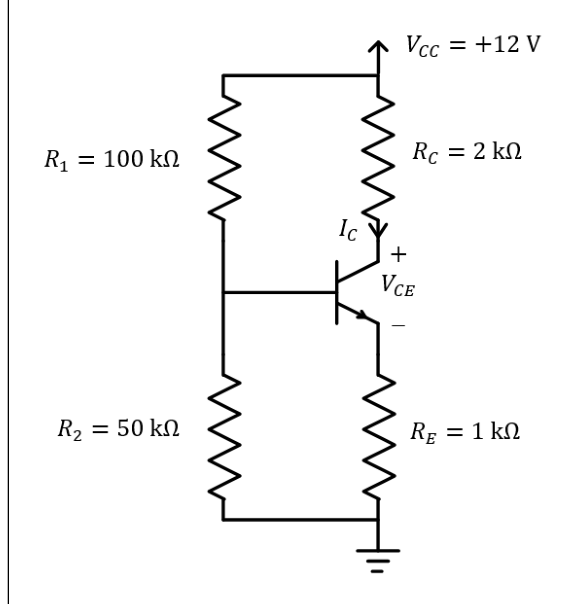 V_CC = +12 V
R_1 = 100 kΩ
R_C = 2 kΩ
I_C
+
V_CE
−
R_2 = 50 kΩ
R_E = 1 kΩ